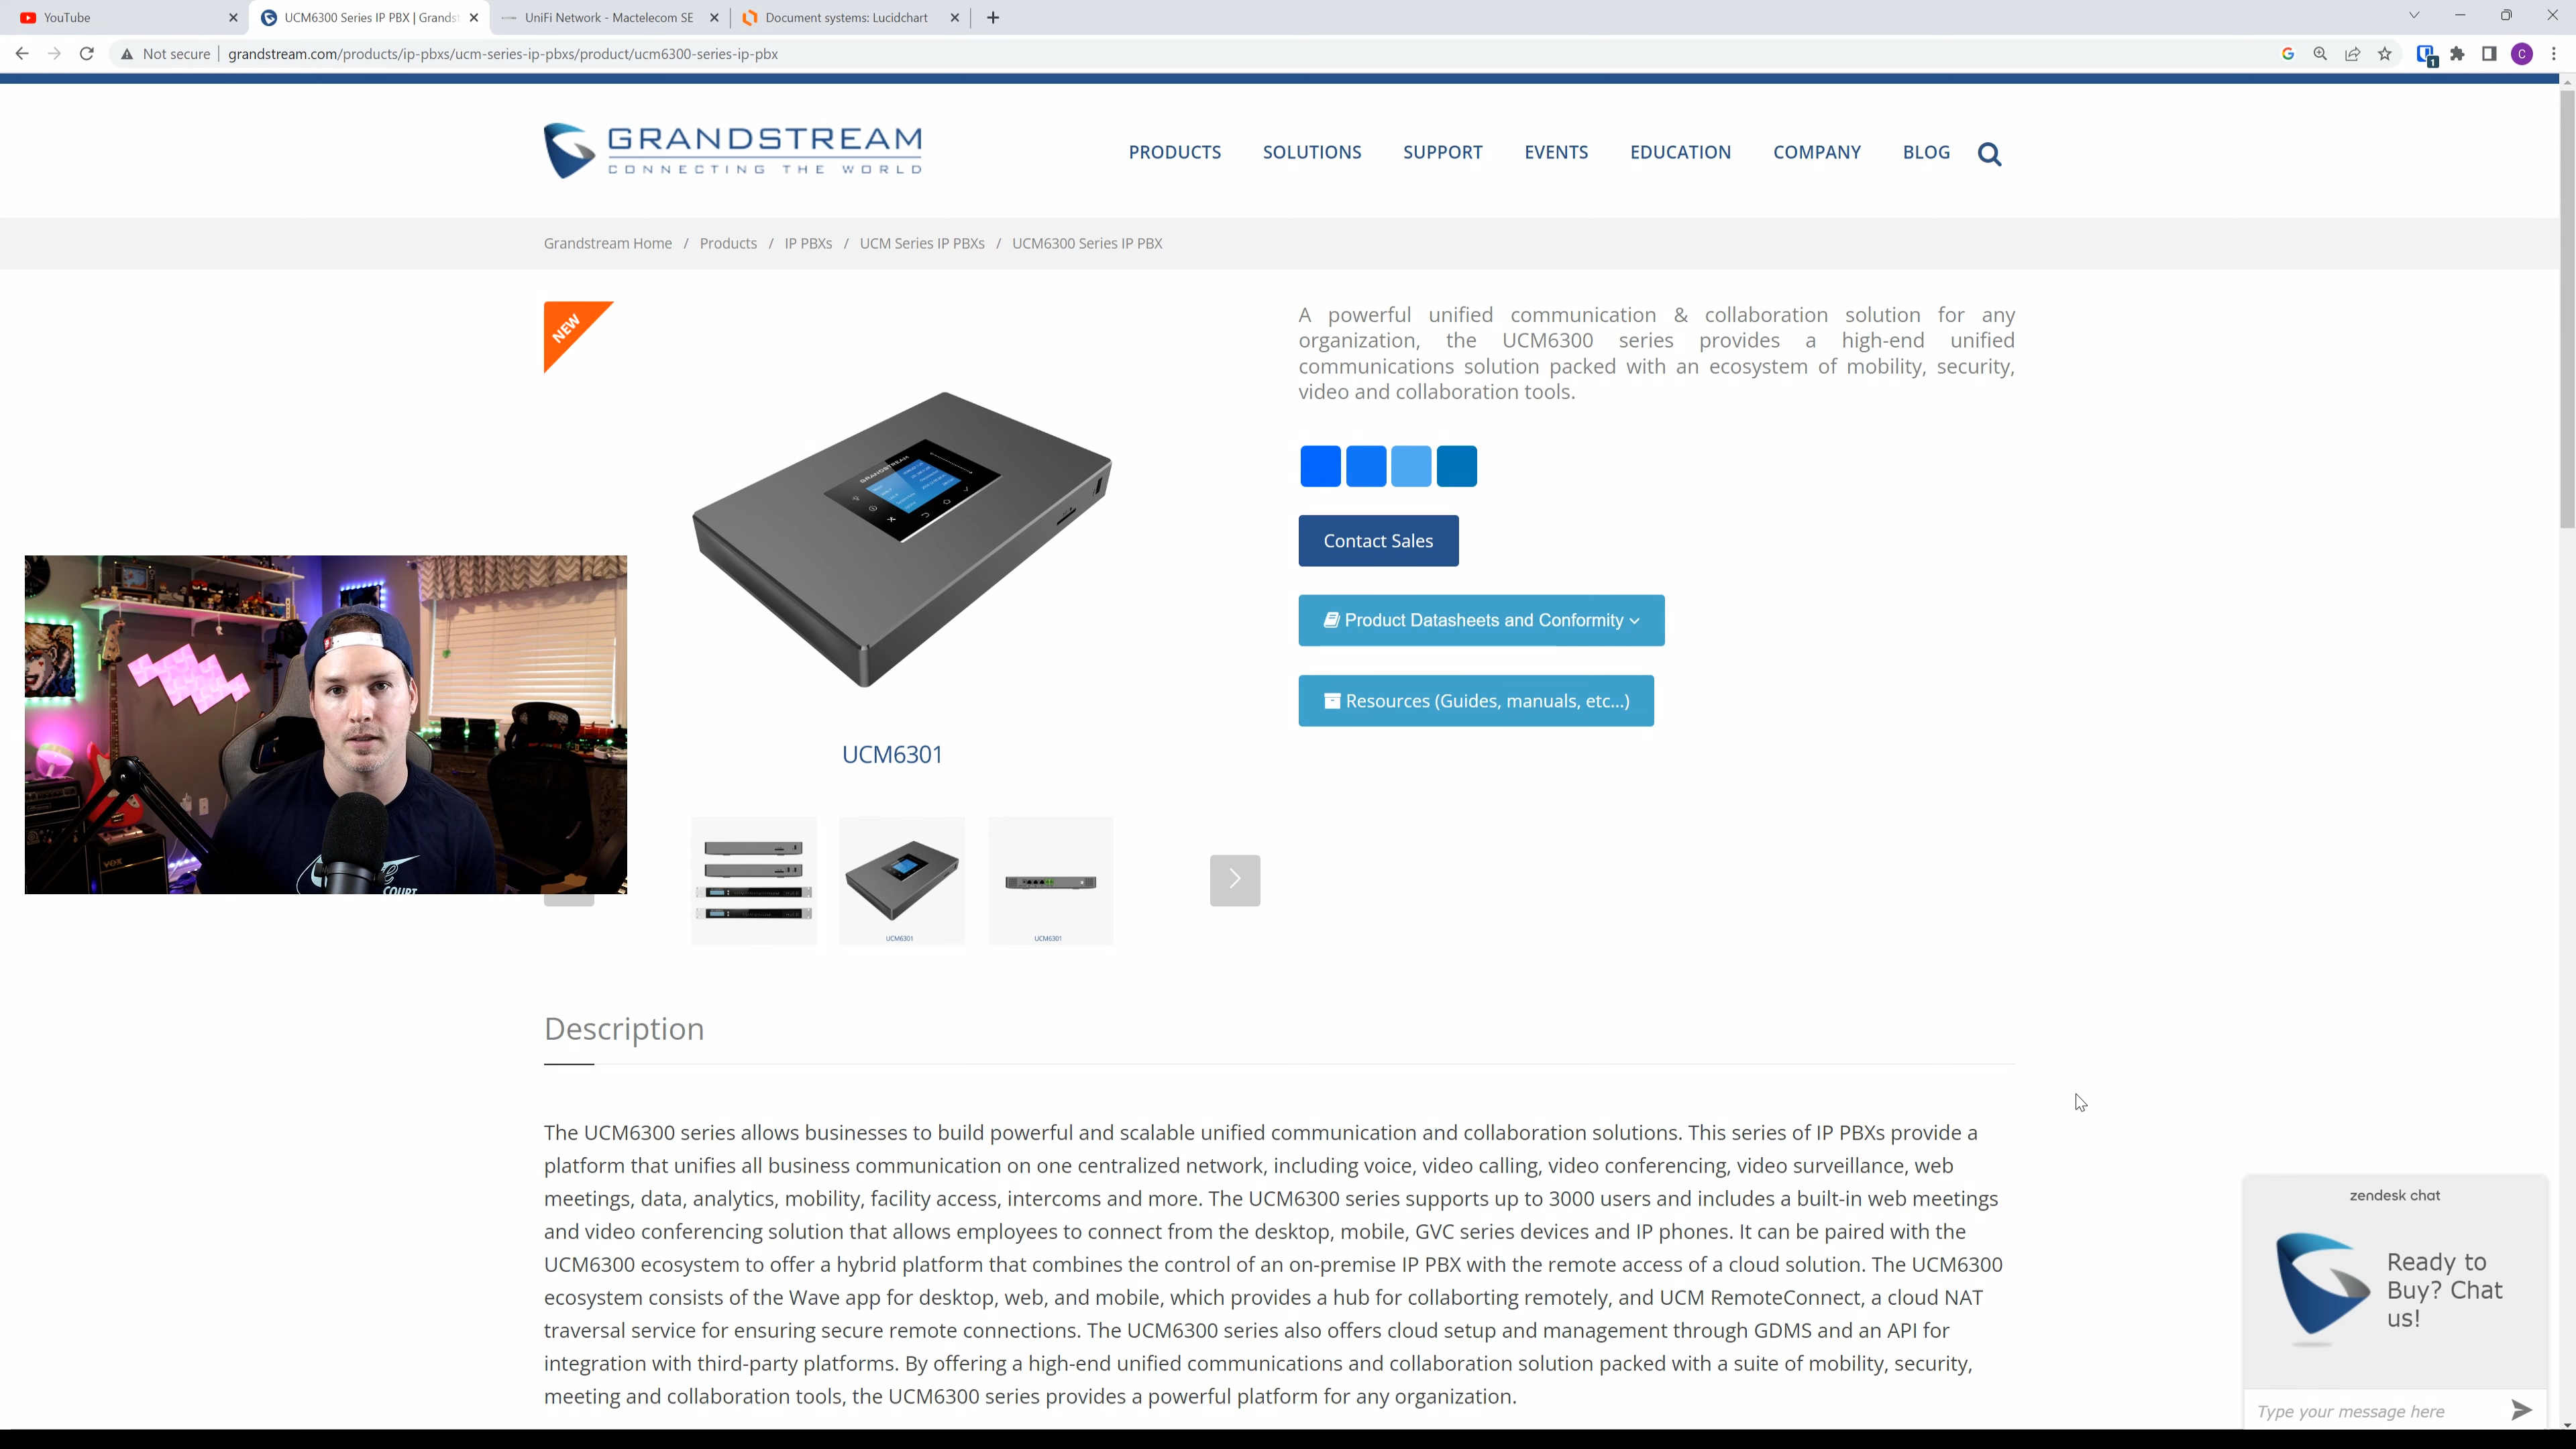 YouTube
UCM6300 Series IP PBX | Grandst
UniFi Network - Mactelecom SE
Document systems: Lucidchart
Not secure
grandstream.com/products/ip-pbxs/ucm-series-ip-pbxs/product/ucm6300-series-ip-pbx
1
C
GRANDSTREAM
CONNECTING THE WORLD
PRODUCTS
SOLUTIONS
SUPPORT
EVENTS
EDUCATION
COMPANY
BLOG
Grandstream Home / Products / IP PBXs / UCM Series IP PBXs / UCM6300 Series IP PBX
NEW
A powerful unified communication & collaboration solution for any
organization, the UCM6300 series provides a high-end unified
communications solution packed with an ecosystem of mobility, security,
video and collaboration tools.
GRANDSTREAM
Contact Sales
Product Datasheets and Conformity
Resources (Guides, manuals, etc...)
VOX
COURT
UCM6301
UCM6301
UCM6301
Description
The UCM6300 series allows businesses to build powerful and scalable unified communication and collaboration solutions. This series of IP PBXs provide a
platform that unifies all business communication on one centralized network, including voice, video calling, video conferencing, video surveillance, web
meetings, data, analytics, mobility, facility access, intercoms and more. The UCM6300 series supports up to 3000 users and includes a built-in web meetings
and video conferencing solution that allows employees to connect from the desktop, mobile, GVC series devices and IP phones. It can be paired with the
UCM6300 ecosystem to offer a hybrid platform that combines the control of an on-premise IP PBX with the remote access of a cloud solution. The UCM6300
ecosystem consists of the Wave app for desktop, web, and mobile, which provides a hub for collaborting remotely, and UCM RemoteConnect, a cloud NAT
traversal service for ensuring secure remote connections. The UCM6300 series also offers cloud setup and management through GDMS and an API for
integration with third-party platforms. By offering a high-end unified communications and collaboration solution packed with a suite of mobility, security,
meeting and collaboration tools, the UCM6300 series provides a powerful platform for any organization.
zendesk chat
Ready to
Buy? Chat
us!
Type your message here